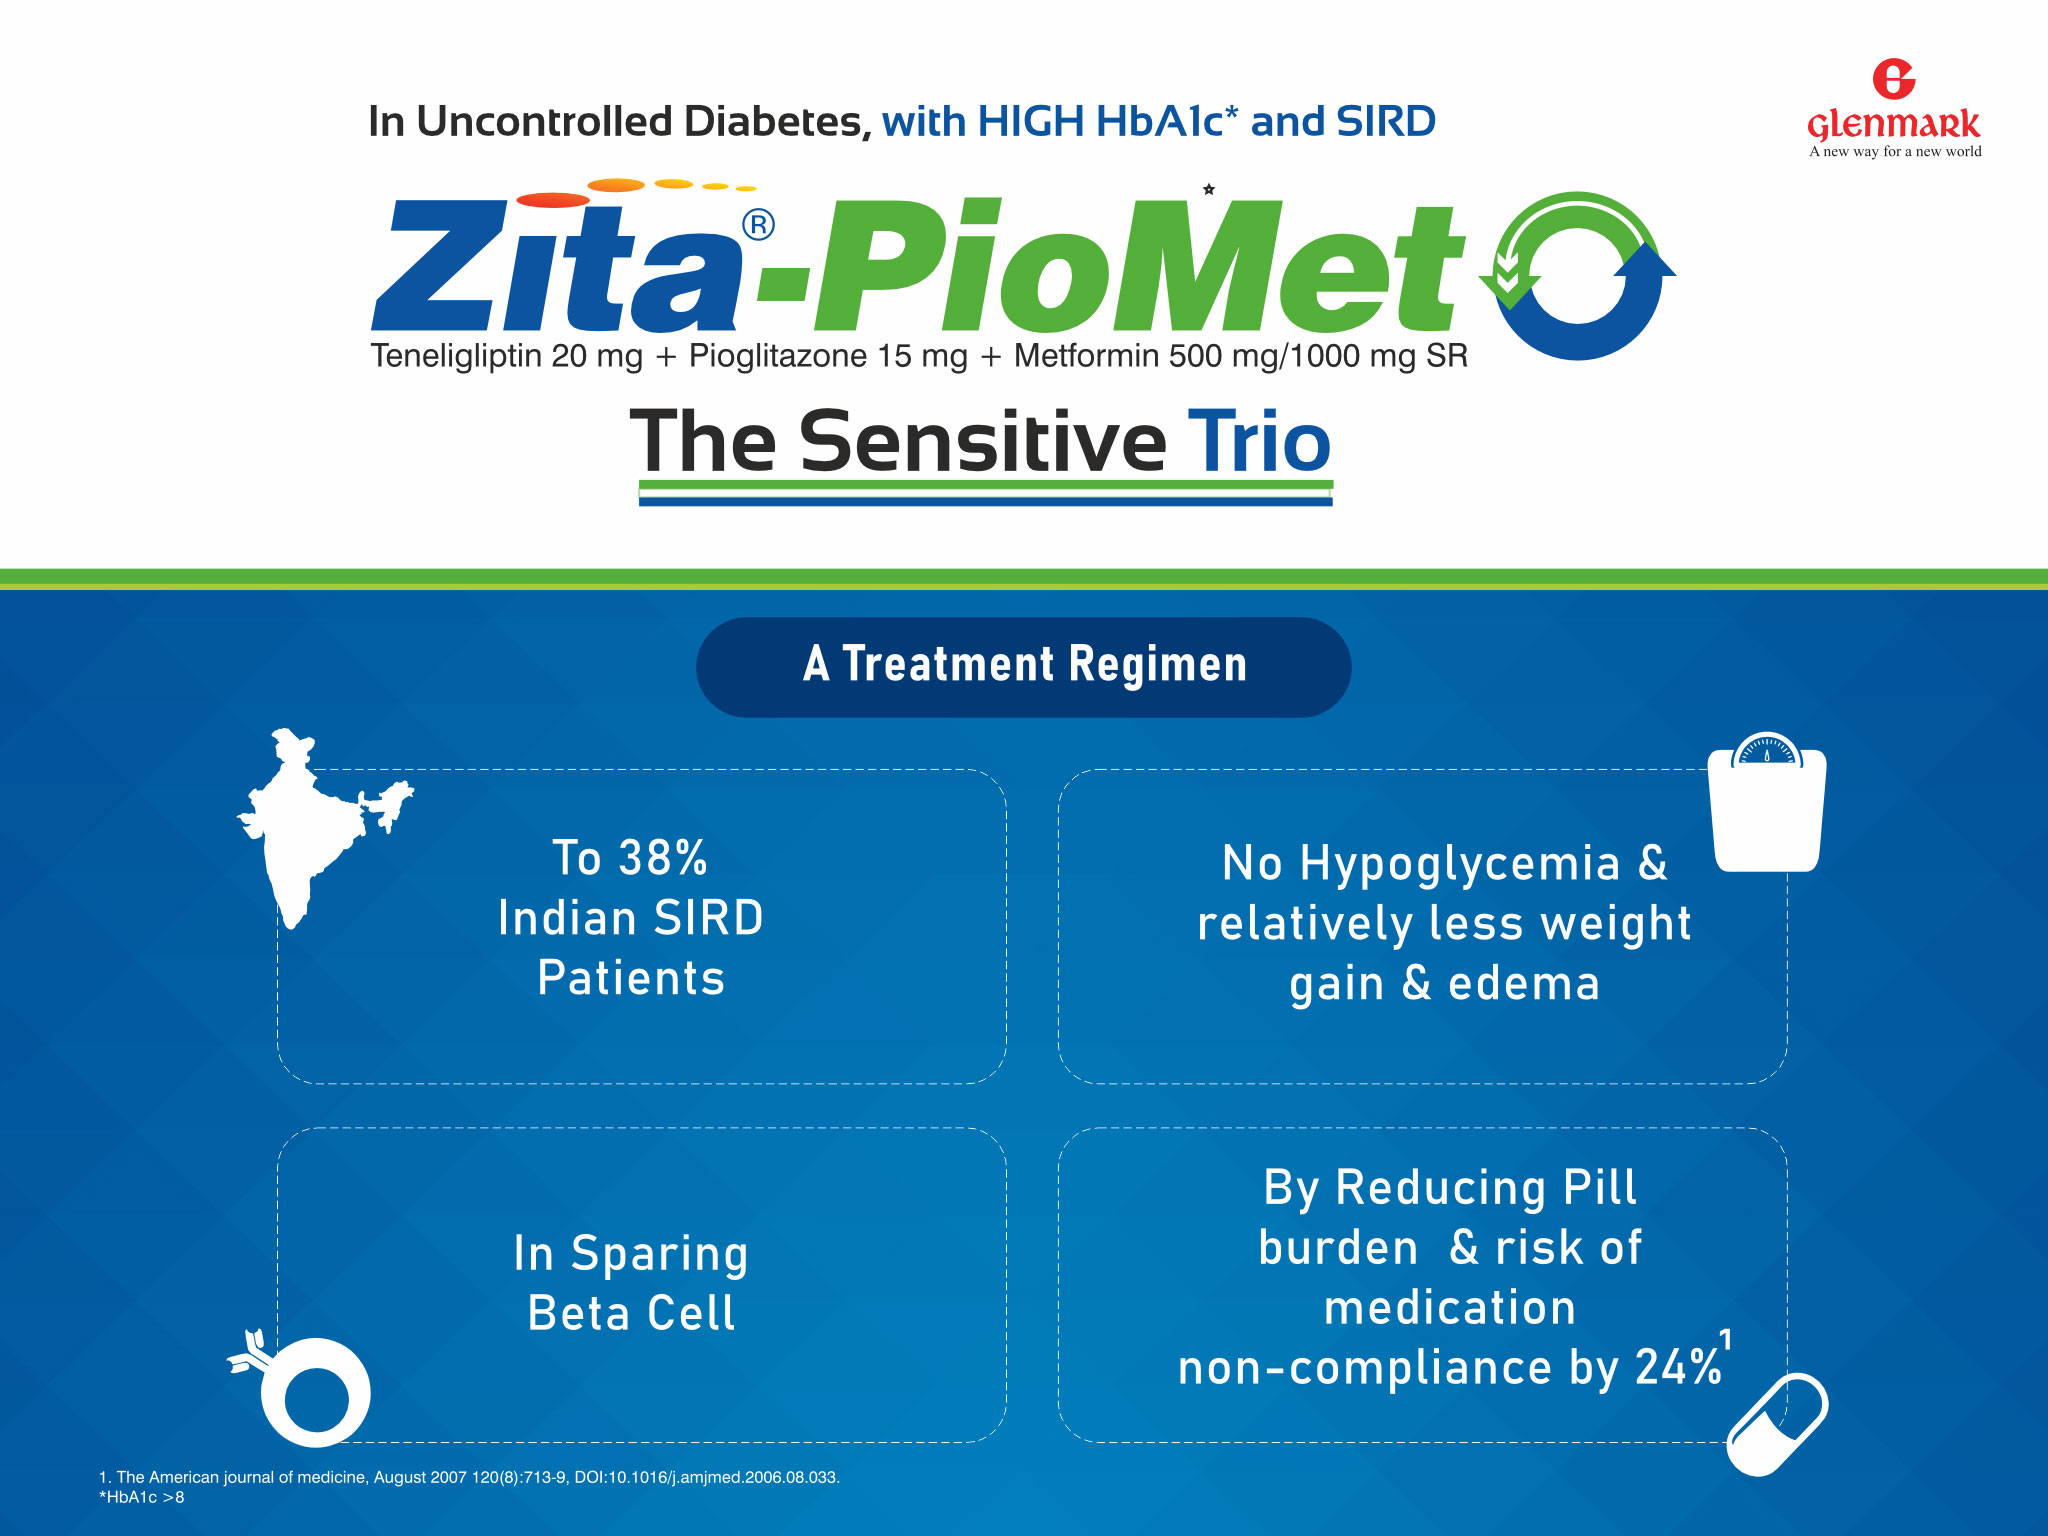 In Uncontrolled Diabetes, with HIGH HbA1c* and SIRD
glenmark
A new way for a new world
Zita®-PioMet
Teneligliptin 20 mg + Pioglitazone 15 mg + Metformin 500 mg/1000 mg SR
The Sensitive Trio
A Treatment Regimen
To 38%
Indian SIRD
Patients
No Hypoglycemia &
relatively less weight
gain & edema
In Sparing
Beta Cell
By Reducing Pill
burden & risk of
medication
non-compliance by 24%¹
1. The American journal of medicine, August 2007 120(8):713-9, DOI:10.1016/j.amjmed.2006.08.033.
*HbA1c >8